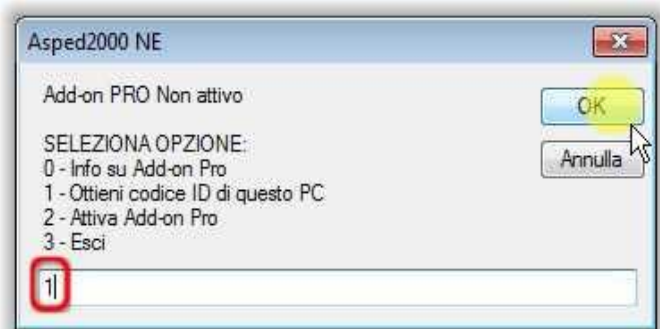 Asped2000 NE
Add-on PRO Non attivo
OK
SELEZIONA OPZIONE:
0 - Info su Add-on Pro
Annulla
1 - Ottieni codice ID di questo PC
2 - Attiva Add-on Pro
3 - Esci
1